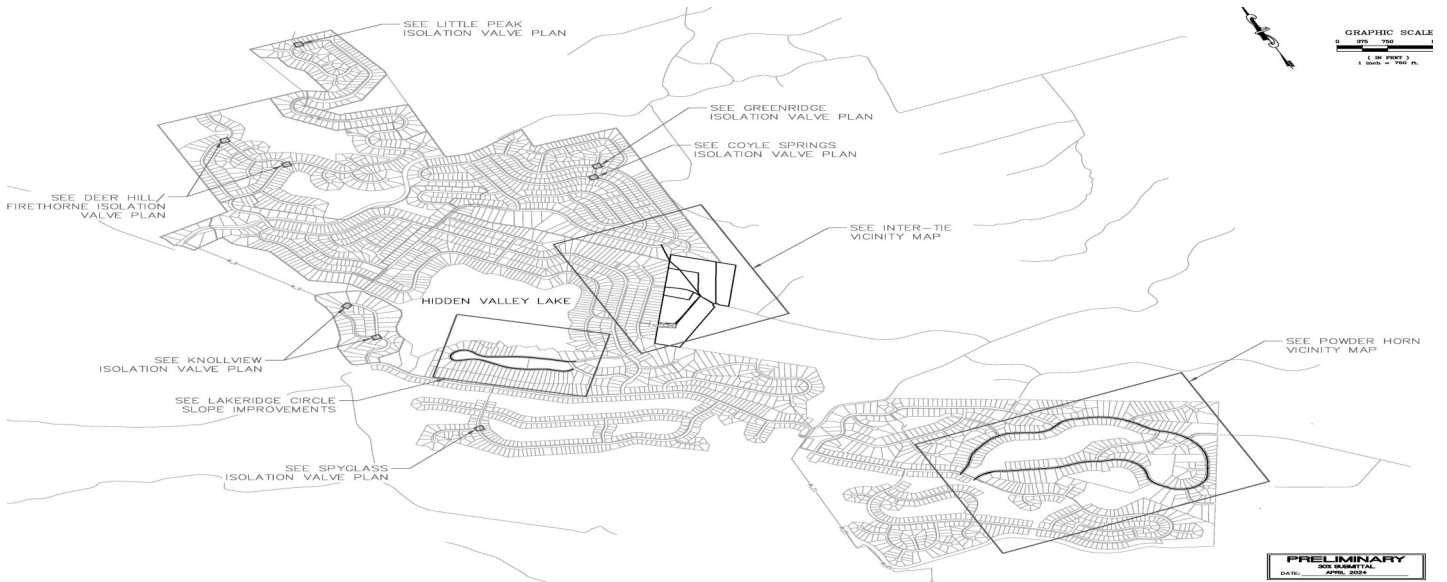 SEE LITTLE PEAK
ISOLATION VALVE PLAN
GRAPHIC SCALE
0 375 750
( IN FEET )
1 inch = 750 ft.
SEE GREENRIDGE
ISOLATION VALVE PLAN
SEE COYLE SPRINGS
ISOLATION VALVE PLAN
SEE DEER HILL/
FIRETHORNE ISOLATION
VALVE PLAN
SEE INTER-TIE
VICINITY MAP
HIDDEN VALLEY LAKE
SEE KNOLLVIEW
ISOLATION VALVE PLAN
SEE POWDER HORN
VICINITY MAP
SEE LAKERIDGE CIRCLE
SLOPE IMPROVEMENTS
SEE SPYGLASS
ISOLATION VALVE PLAN
PRELIMINARY
30% SUBMITTAL
DATE: APRIL 2024